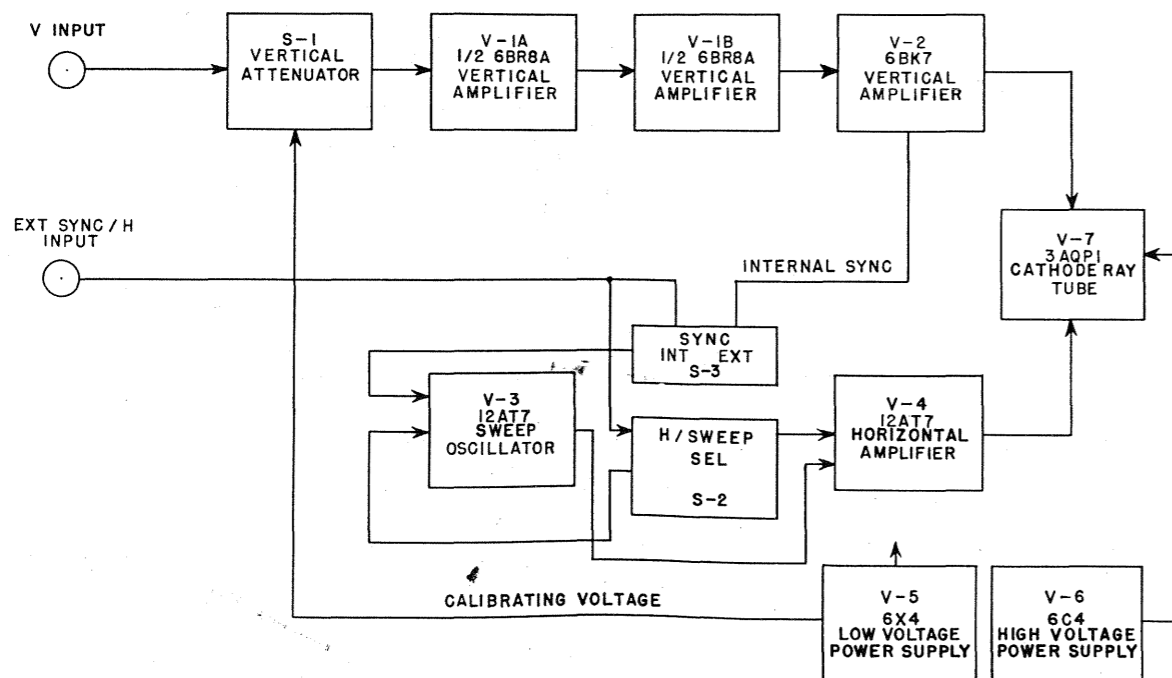 V INPUT
S-1
VERTICAL
ATTENUATOR
V-1A
1/2 6BR8A
VERTICAL
AMPLIFIER
V-1B
1/2 6BR8A
VERTICAL
AMPLIFIER
V-2
6BK7
VERTICAL
AMPLIFIER
EXT SYNC/H
INPUT
INTERNAL SYNC
V-7
3AQP1
CATHODE RAY
TUBE
SYNC
INT EXT
S-3
V-3
12AT7
SWEEP
OSCILLATOR
H/SWEEP
SEL
S-2
V-4
12AT7
HORIZONTAL
AMPLIFIER
CALIBRATING VOLTAGE
V-5
6X4
LOW VOLTAGE
POWER SUPPLY
V-6
6C4
HIGH VOLTAGE
POWER SUPPLY